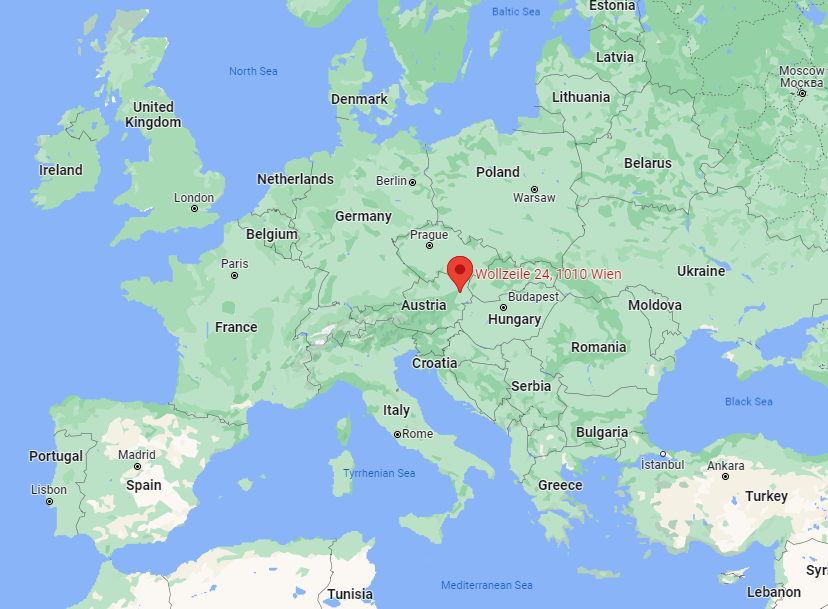 Estonia
Baltic Sea
Latvia
Moscow
Москва
North Sea
Denmark
Lithuania
United
Kingdom
Belarus
Ireland
Netherlands
Berlin
Poland
London
Warsaw
Germany
Belgium
Prague
Paris
Wollzeile 24, 1010 Wien
Ukraine
Austria
Budapest
Moldova
Hungary
France
Romania
Croatia
Serbia
Black Sea
Italy
Rome
Bulgaria
Portugal
Madrid
İstanbul
Ankara
Tyrrhenian Sea
Spain
Greece
Lisbon
Turkey
Syri
Mediterranean Sea
Tunisia
Lebanon